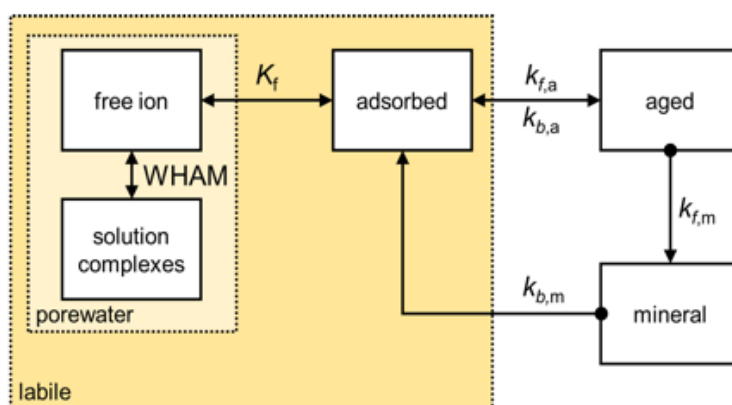 free ion
K_f
adsorbed
k_f,a
k_b,a
aged
WHAM
solution
complexes
porewater
k_f,m
k_b,m
mineral
labile